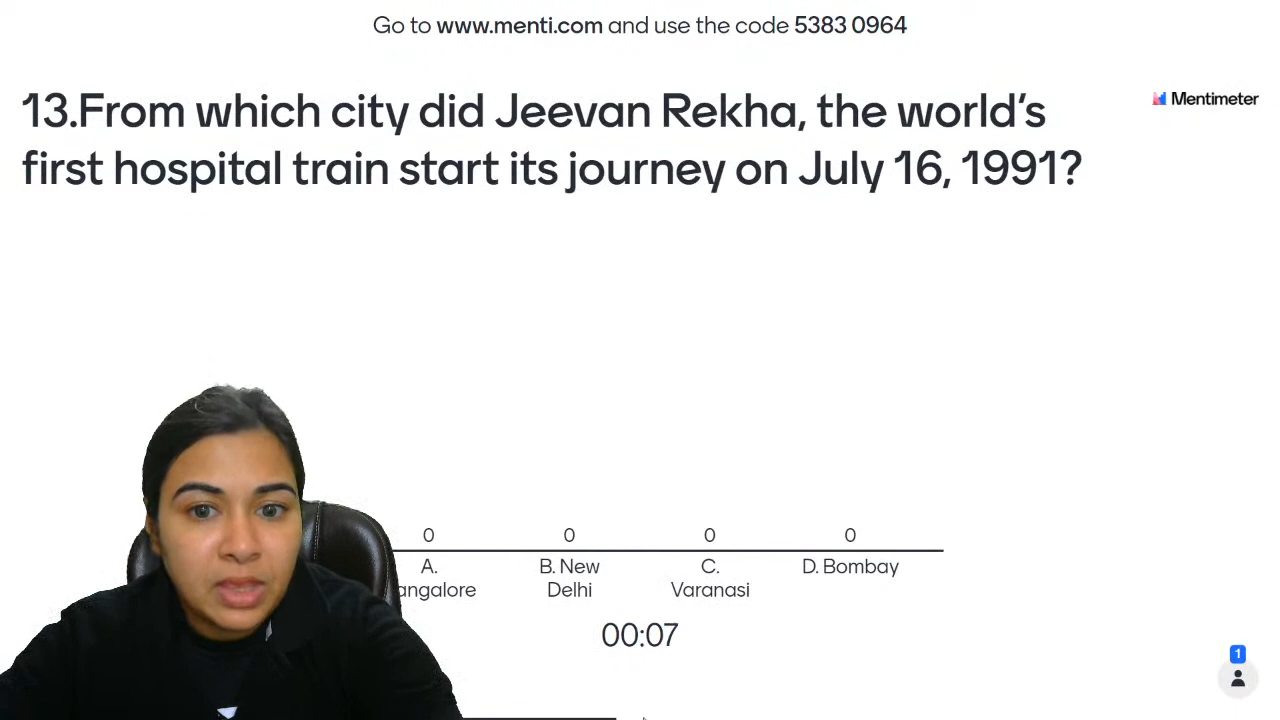 Go to www.menti.com and use the code 5383 0964
13.From which city did Jeevan Rekha, the world's
first hospital train start its journey on July 16, 1991?
Mentimeter
0 0 0 0
A. B. New C. D. Bombay
angalore Delhi Varanasi
00:07
1